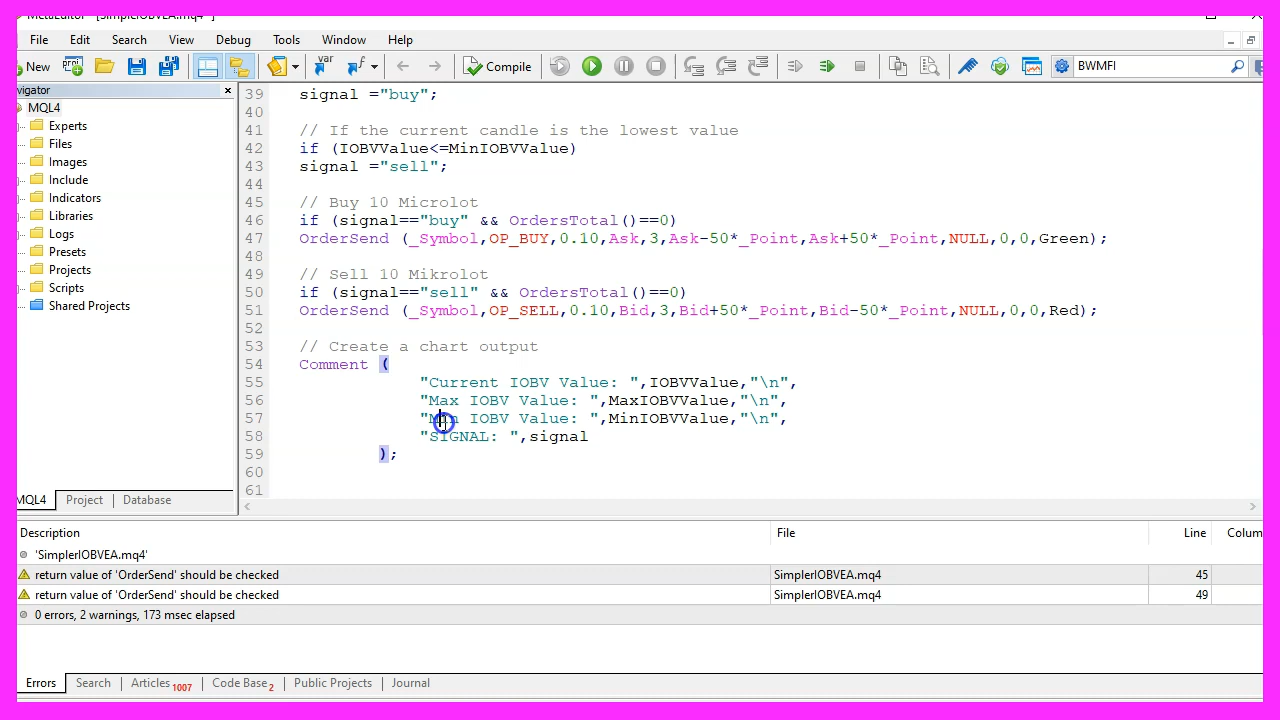 MetaEditor - [SimplerIOBVEA.mq4 *]
File Edit Search View Debug Tools Window Help
New Compile BWMFI
vigator
MQL4
Experts
Files
Images
Include
Indicators
Libraries
Logs
Presets
Projects
Scripts
Shared Projects
MQL4 Project Database
39 signal ="buy";
40
41 // If the current candle is the lowest value
42 if (IOBVValue<=MinIOBVValue)
43 signal ="sell";
44
45 // Buy 10 Microlot
46 if (signal=="buy" && OrdersTotal()==0)
47 OrderSend (_Symbol,OP_BUY,0.10,Ask,3,Ask-50*_Point,Ask+50*_Point,NULL,0,0,Green);
48
49 // Sell 10 Mikrolot
50 if (signal=="sell" && OrdersTotal()==0)
51 OrderSend (_Symbol,OP_SELL,0.10,Bid,3,Bid+50*_Point,Bid-50*_Point,NULL,0,0,Red);
52
53 // Create a chart output
54 Comment (
55 "Current IOBV Value: ",IOBVValue,"\n",
56 "Max IOBV Value: ",MaxIOBVValue,"\n",
57 "Min IOBV Value: ",MinIOBVValue,"\n",
58 "SIGNAL: ",signal
59 );
60
61
Description File Line Colum
'SimplerIOBVEA.mq4'
return value of 'OrderSend' should be checked SimplerIOBVEA.mq4 45
return value of 'OrderSend' should be checked SimplerIOBVEA.mq4 49
0 errors, 2 warnings, 173 msec elapsed
Errors Search Articles 1007 Code Base 2 Public Projects Journal